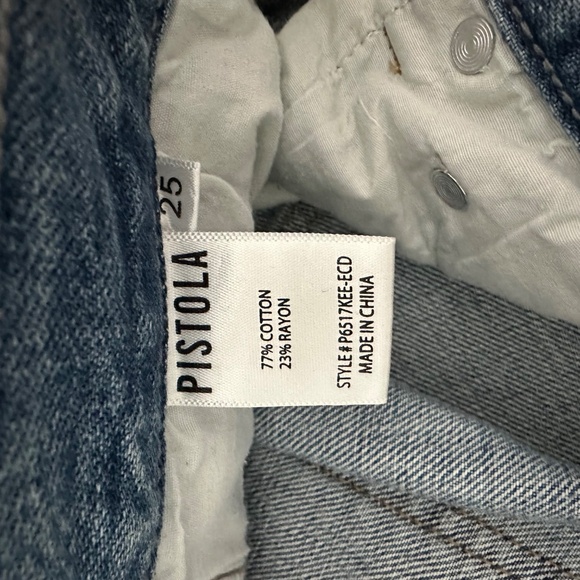 25
PISTOLA
77% COTTON
23% RAYON
STYLE# P6517KEE-ECD
MADE IN CHINA